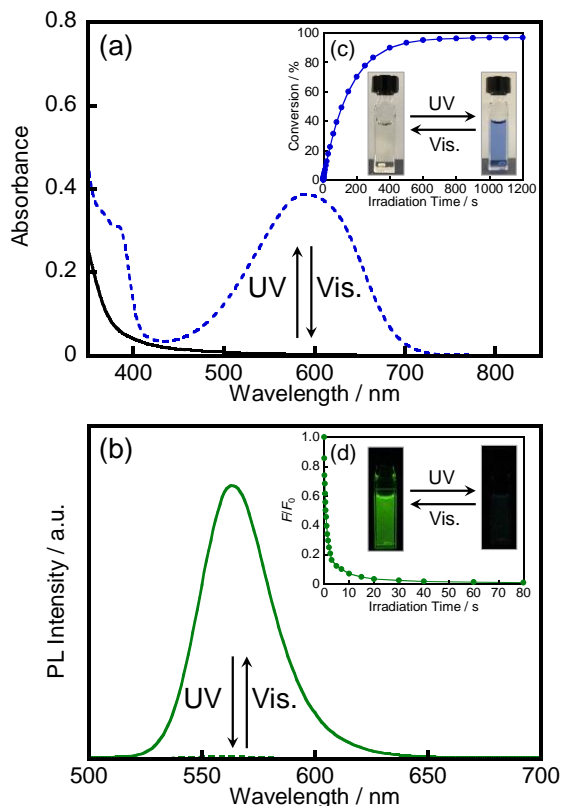 (a)
Absorbance
0.8
0.6
0.4
0.2
0
400 500 600 700 800
Wavelength / nm
UV Vis.
(c)
Conversion / %
100
80
60
40
20
0
0 200 400 600 800 1000 1200
Irradiation Time / s
UV
Vis.
(b)
PL Intensity / a.u.
500 550 600 650 700
Wavelength / nm
UV Vis.
(d)
F/F0
1.0
0.8
0.6
0.4
0.2
0
0 10 20 30 40 50 60 70 80
Irradiation Time / s
UV
Vis.